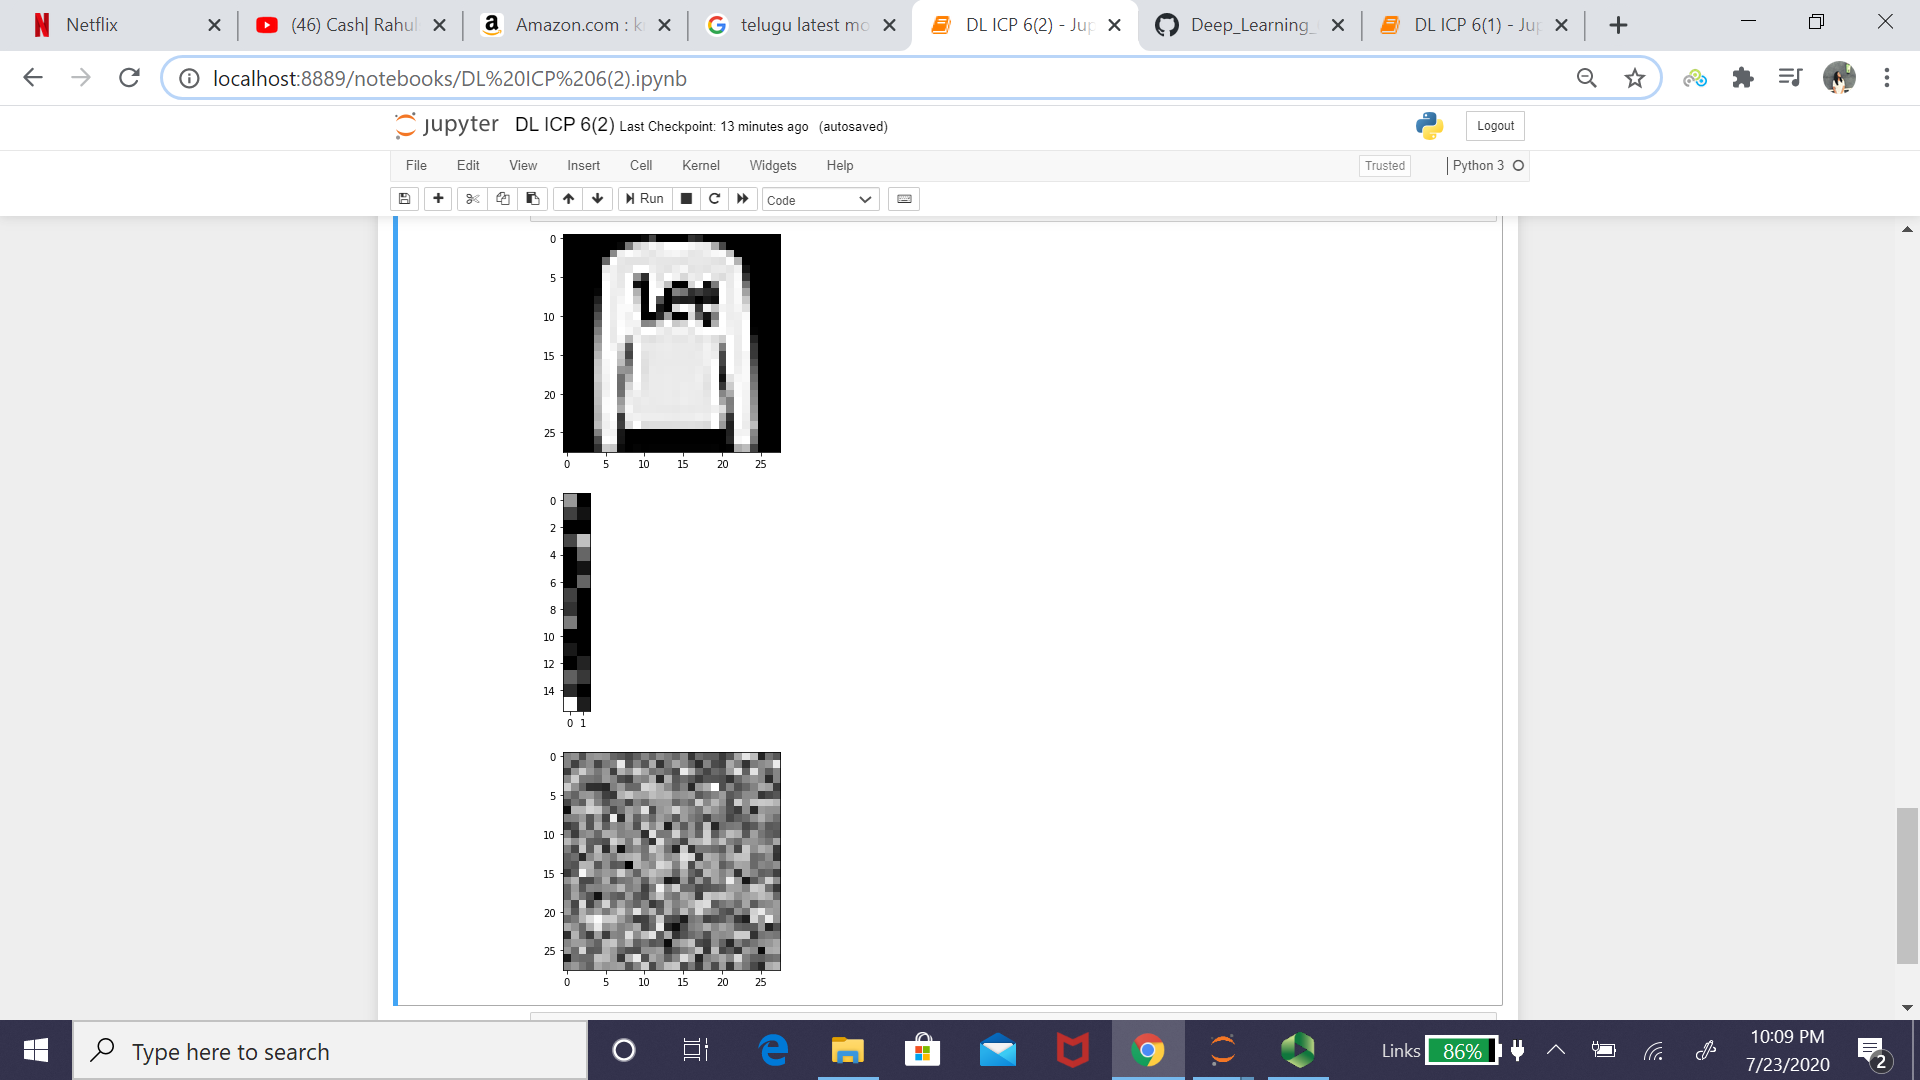 Netflix
(46) Cash| Rahul
Amazon.com : k
telugu latest mo
DL ICP 6(2) - Jup
Deep_Learning_
DL ICP 6(1) - Jup
localhost:8889/notebooks/DL%20ICP%206(2).ipynb
jupyter DL ICP 6(2) Last Checkpoint: 13 minutes ago (autosaved)
Logout
File Edit View Insert Cell Kernel Widgets Help
Trusted
Python 3
Run
Code
0
5
10
15
20
25
0 5 10 15 20 25
0
2
4
6
8
10
12
14
0 1
0
5
10
15
20
25
0 5 10 15 20 25
Type here to search
Links
86%
10:09 PM
7/23/2020
2